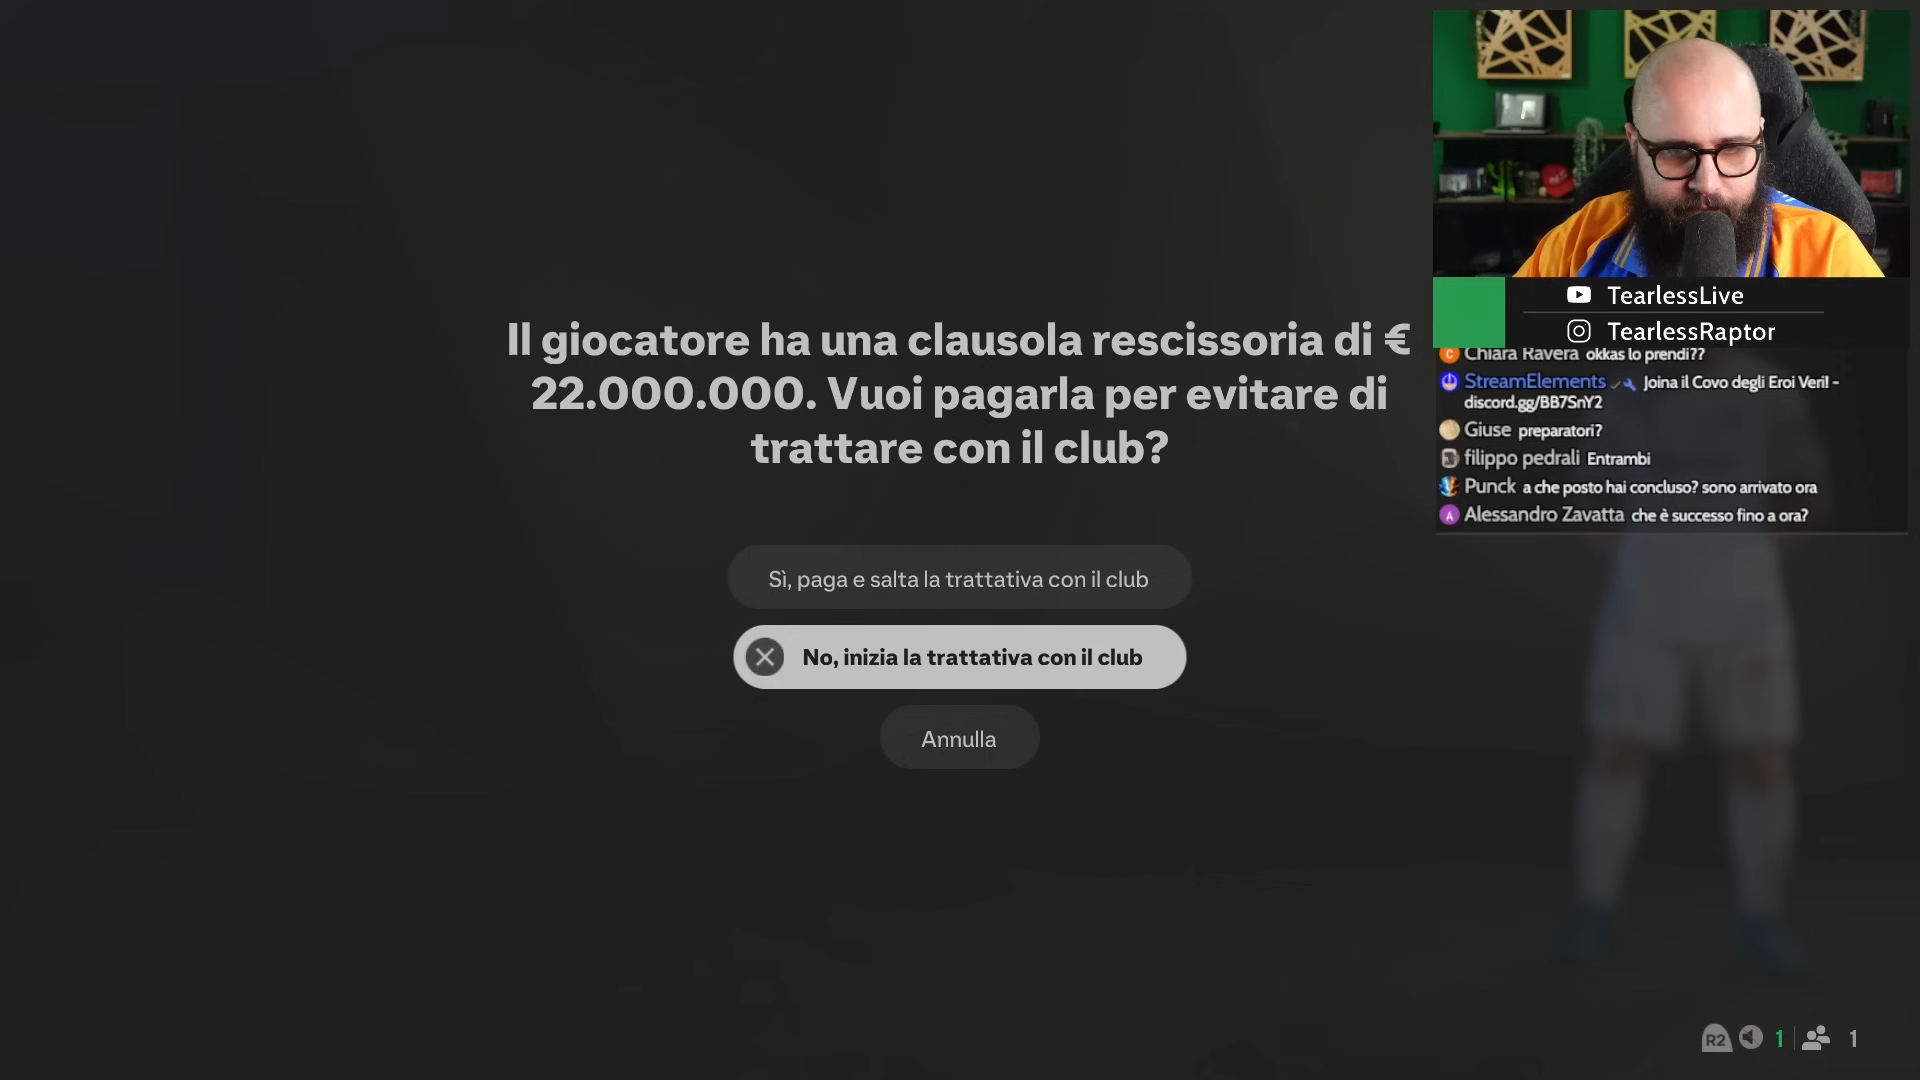 Il giocatore ha una clausola rescissoria di €
22.000.000. Vuoi pagarla per evitare di
trattare con il club?
Sì, paga e salta la trattativa con il club
No, inizia la trattativa con il club
Annulla
TearlessLive
TearlessRaptor
C Chiara Ravera okkas lo prendi??
StreamElements Joina il Covo degli Eroi Veri! -
discord.gg/BB7SnY2
Giuse preparatori?
filippo pedrali Entrambi
Punck a che posto hai concluso? sono arrivato ora
A Alessandro Zavatta che è successo fino a ora?
R2 1 1